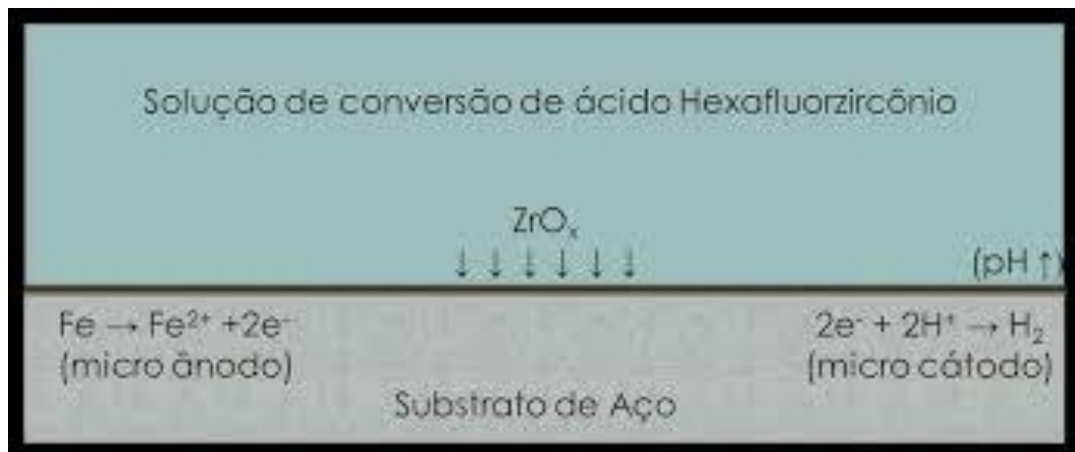 Solução de conversão de ácido Hexafluorzircônio
ZrOₓ
↓ ↓ ↓ ↓ ↓ ↓
(pH ↑)
Fe → Fe²⁺ +2e⁻
(micro ânodo)
2e⁻ + 2H⁺ → H₂
(micro cátodo)
Substrato de Aço